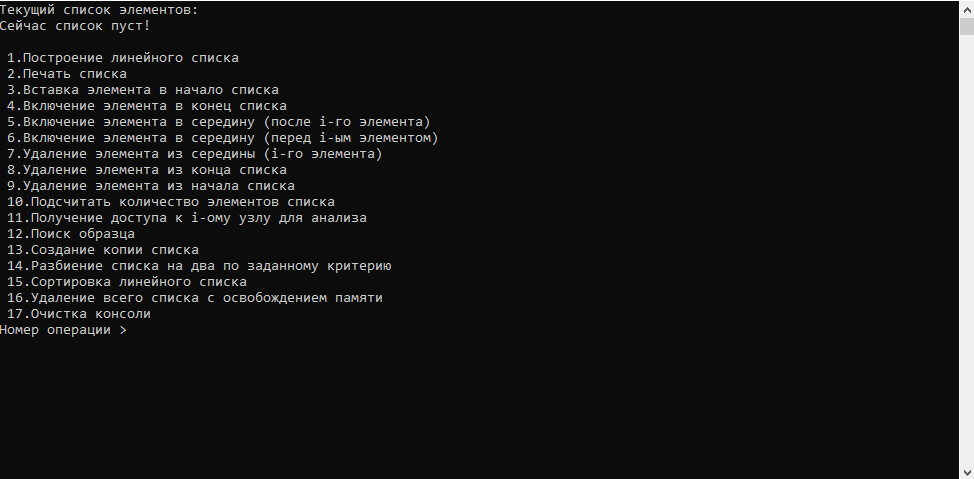 Текущий список элементов:
Сейчас список пуст!
1.Построение линейного списка
2.Печать списка
3.Вставка элемента в начало списка
4.Включение элемента в конец списка
5.Включение элемента в середину (после i-го элемента)
6.Включение элемента в середину (перед i-ым элементом)
7.Удаление элемента из середины (i-го элемента)
8.Удаление элемента из конца списка
9.Удаление элемента из начала списка
10.Подсчитать количество элементов списка
11.Получение доступа к i-ому узлу для анализа
12.Поиск образца
13.Создание копии списка
14.Разбиение списка на два по заданному критерию
15.Сортировка линейного списка
16.Удаление всего списка с освобождением памяти
17.Очистка консоли
Номер операции >